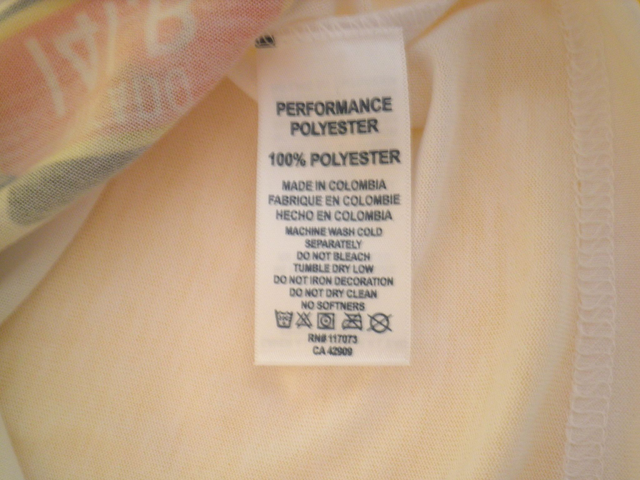 PERFORMANCE
POLYESTER
100% POLYESTER
MADE IN COLOMBIA
FABRIQUE EN COLOMBIE
HECHO EN COLOMBIA
MACHINE WASH COLD
SEPARATELY
DO NOT BLEACH
TUMBLE DRY LOW
DO NOT IRON DECORATION
DO NOT DRY CLEAN
NO SOFTNERS
RN# 117073
CA 42909